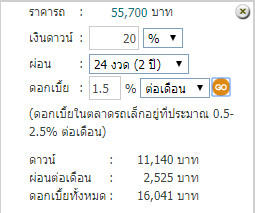 ราคารถ : 55,700 บาท
เงินดาวน์ : 20 %
ผ่อน : 24 งวด (2 ปี)
ดอกเบี้ย : 1.5 % ต่อเดือน GO
(ดอกเบี้ยในตลาดรถเล็กอยู่ที่ประมาณ 0.5-
2.5% ต่อเดือน)
ดาวน์ : 11,140 บาท
ผ่อนต่อเดือน : 2,525 บาท
ดอกเบี้ยทั้งหมด : 16,041 บาท